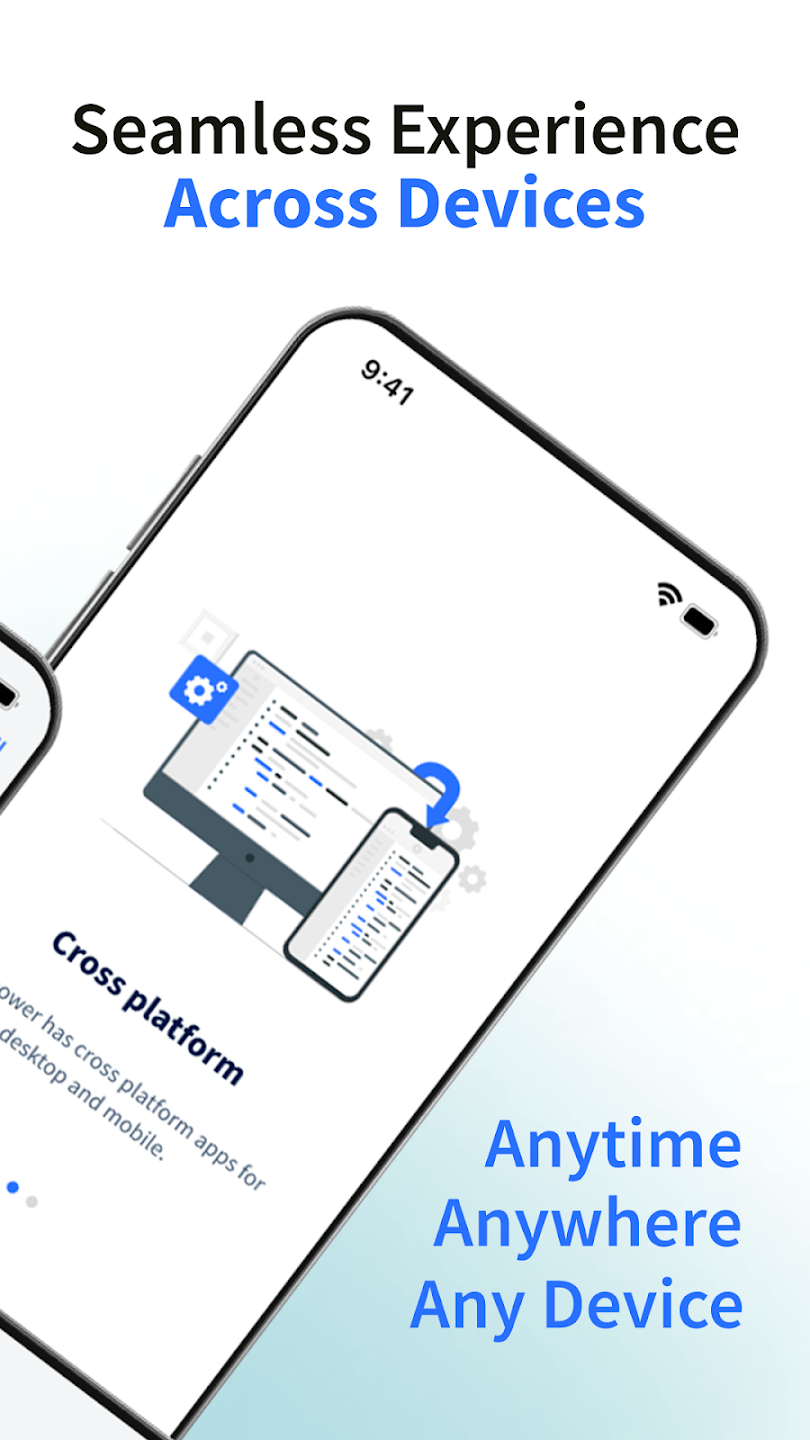 Seamless Experience
Across Devices
9:41
Cross platform
has cross platform apps for
desktop and mobile.
Anytime
Anywhere
Any Device